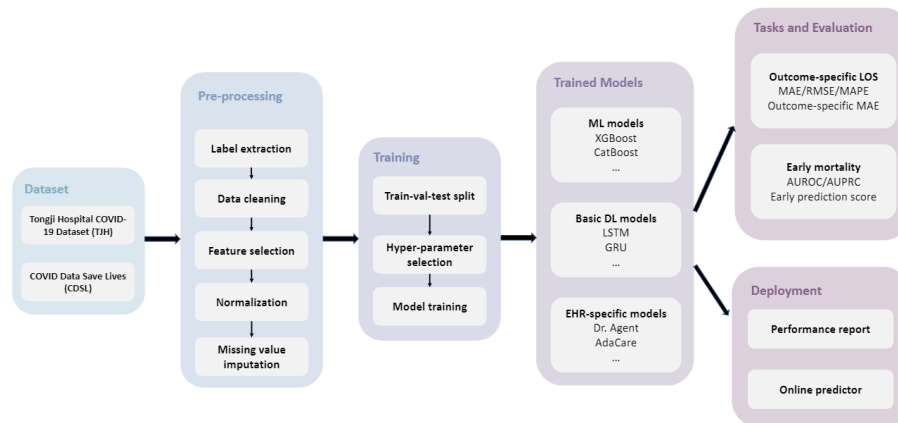 Dataset
Tongji Hospital COVID-
19 Dataset (TJH)
COVID Data Save Lives
(CDSL)
Pre-processing
Label extraction
Data cleaning
Feature selection
Normalization
Missing value
imputation
Training
Train-val-test split
Hyper-parameter
selection
Model training
Trained Models
ML models
XGBoost
CatBoost
...
Basic DL models
LSTM
GRU
...
EHR-specific models
Dr. Agent
AdaCare
...
Tasks and Evaluation
Outcome-specific LOS
MAE/RMSE/MAPE
Outcome-specific MAE
Early mortality
AUROC/AUPRC
Early prediction score
Deployment
Performance report
Online predictor